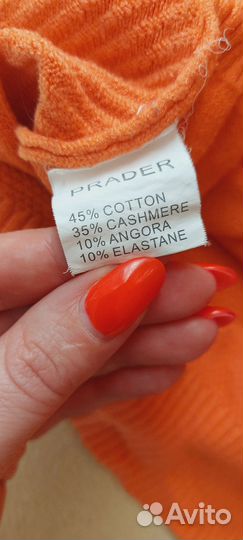 PRADER
45% COTTON
35% CASHMERE
10% ANGORA
10% ELASTANE
Avito